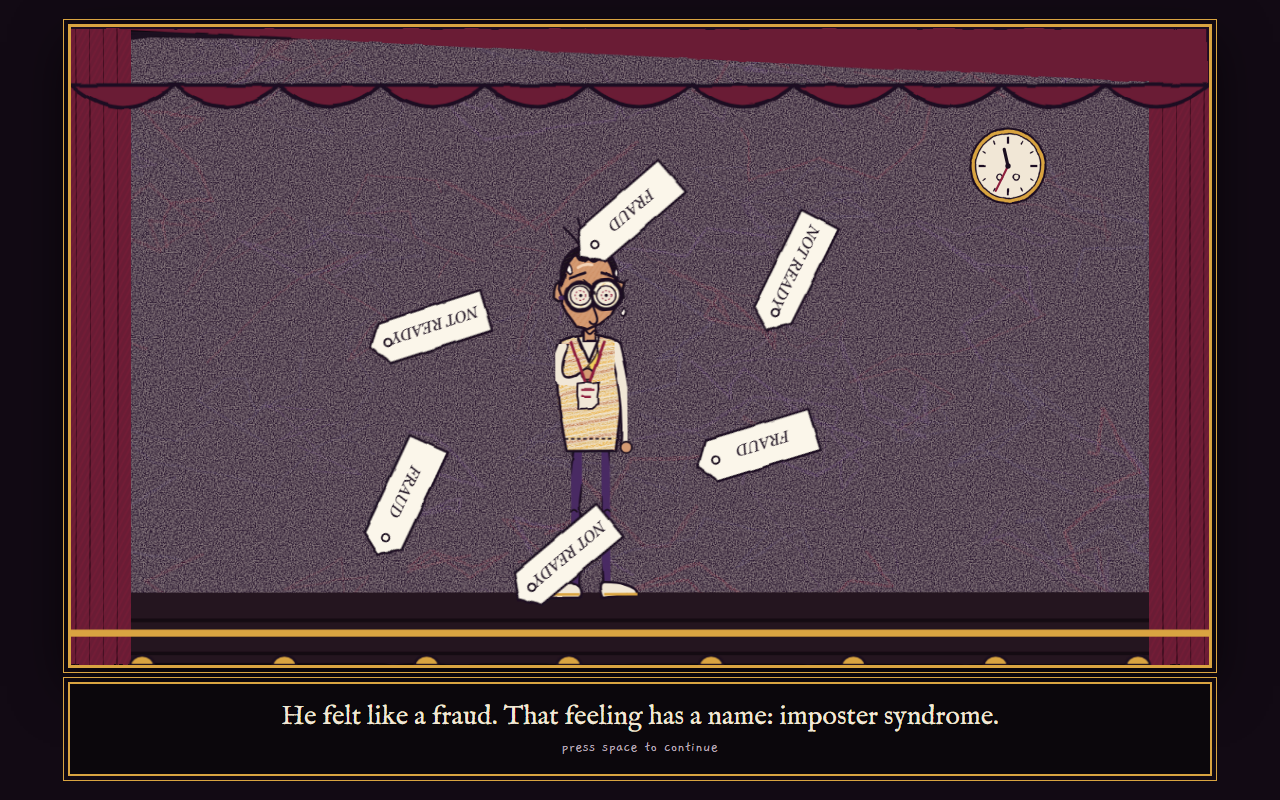 FRAUD
NOT READY
NOT READY
FRAUD
FRAUD
NOT READY
He felt like a fraud. That feeling has a name: imposter syndrome.
press space to continue